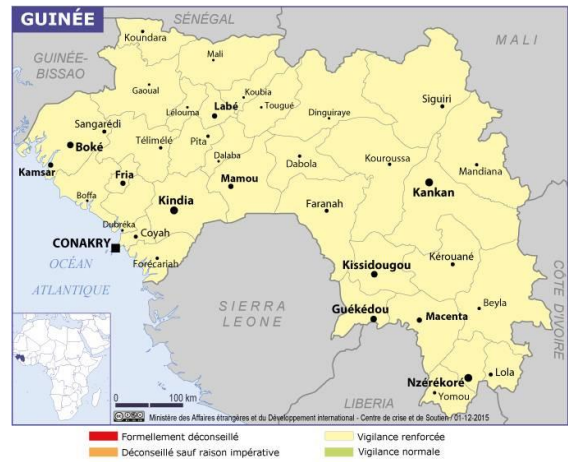 GUINÉE
SÉNÉGAL
MALI
GUINÉE-
BISSAO
Koundara
Mali
Gaoual
Koubia
Lélouma
Labé
Tougué
Siguiri
Dinguiraye
Sangarédi
Boké
Télimélé
Pita
Dalaba
Dabola
Kouroussa
Mandiana
Kamsar
Fria
Mamou
Kankan
Boffa
Kindia
Faranah
Dubréka
Coyah
CONAKRY
Forécariah
OCÉAN
ATLANTIQUE
Kissidougou
Kérouané
SIERRA
LEONE
Guékédou
Macenta
Beyla
CÔTE D'IVOIRE
Nzérékoré
Lola
Yomou
LIBERIA
0 100 km
Ministère des Affaires étrangères et du Développement international - Centre de crise et de Soutien / 01-12-2015
Formellement déconseillé
Vigilance renforcée
Déconseillé sauf raison impérative
Vigilance normale